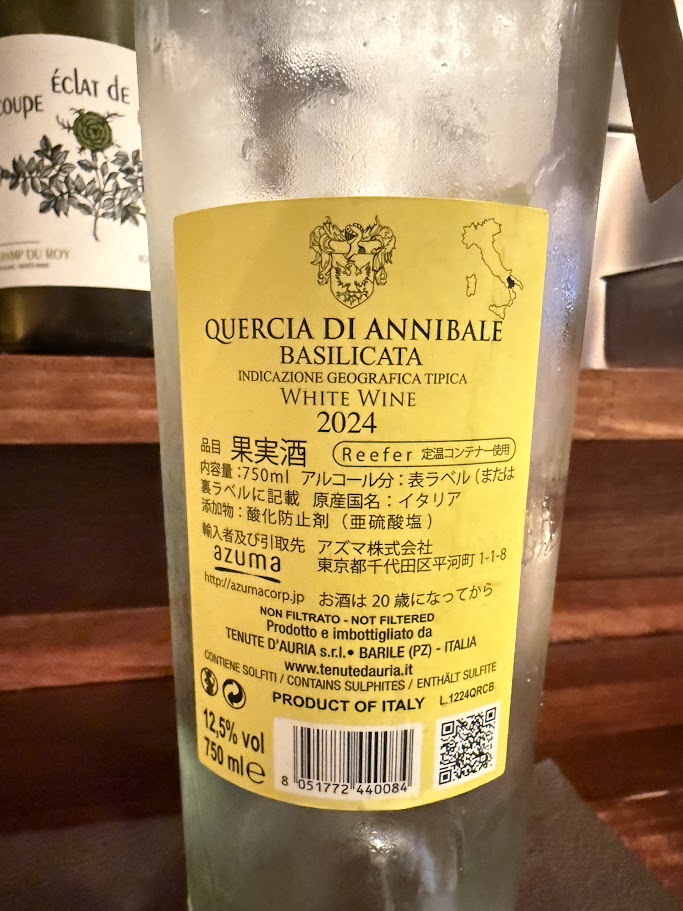 COUPE ÉCLAT DE
CHAMP DU ROY
QUERCIA DI ANNIBALE
BASILICATA
INDICAZIONE GEOGRAFICA TIPICA
WHITE WINE
2024
品目 果実酒 Reefer 定温コンテナー使用
内容量:750ml アルコール分:表ラベル(または
裏ラベルに記載 原産国名:イタリア
添加物:酸化防止剤(亜硫酸塩)
輸入者及び引取先 アズマ株式会社
azuma 東京都千代田区平河町1-1-8
http://azumacorp.jp お酒は20歳になってから
NON FILTRATO - NOT FILTERED
Prodotto e imbottigliato da
TENUTE D'AURIA s.r.l. • BARILE (PZ) - ITALIA
www.tenutedauria.it
CONTIENE SOLFITI / CONTAINS SULPHITES / ENTHÄLT SULFITE
PRODUCT OF ITALY L.1224QRCB
12,5% vol
750 ml e
8 051772 440084